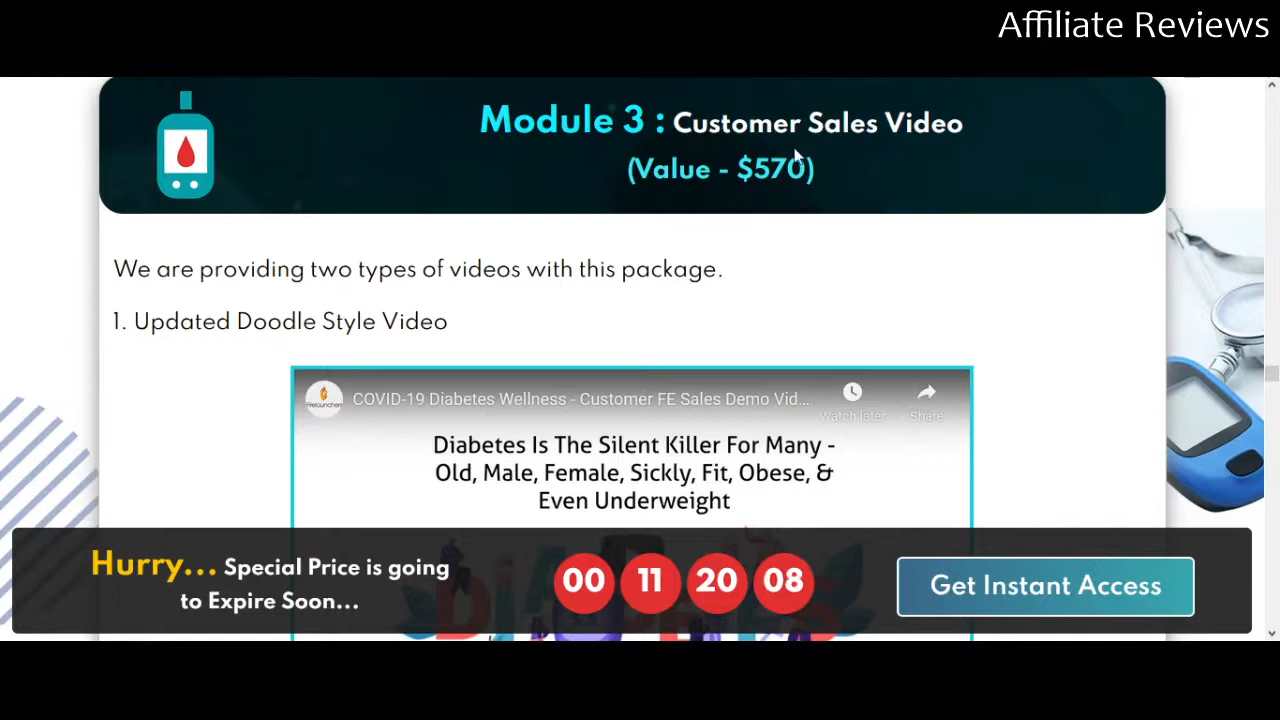 Affiliate Reviews
Module 3 : Customer Sales Video
(Value - $570)
We are providing two types of videos with this package.
1. Updated Doodle Style Video
COVID-19 Diabetes Wellness - Customer FE Sales Demo Vid...
Watch later
Share
Diabetes Is The Silent Killer For Many -
Old, Male, Female, Sickly, Fit, Obese, &
Even Underweight
Hurry... Special Price is going
to Expire Soon...
00 11 20 08
Get Instant Access